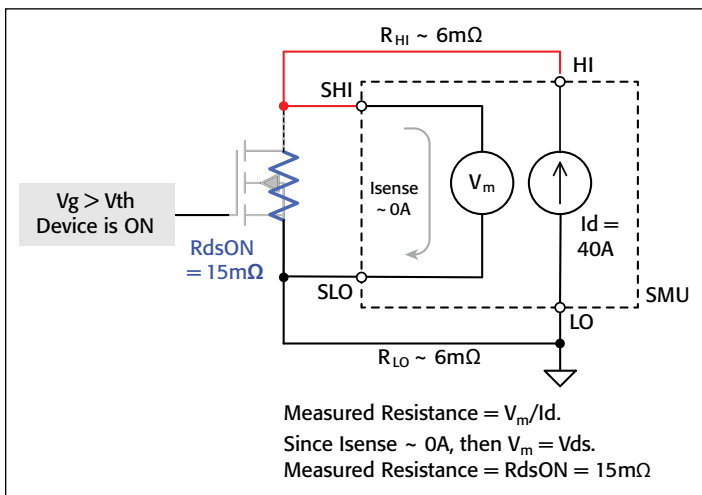 R_HI ~ 6mΩ
HI
SHI
Isense
~ 0A
V_m
Id =
40A
Vg > Vth
Device is ON
RdsON
= 15mΩ
SLO
SMU
LO
R_LO ~ 6mΩ
Measured Resistance = V_m/Id.
Since Isense ~ 0A, then V_m = Vds.
Measured Resistance = RdsON = 15mΩ